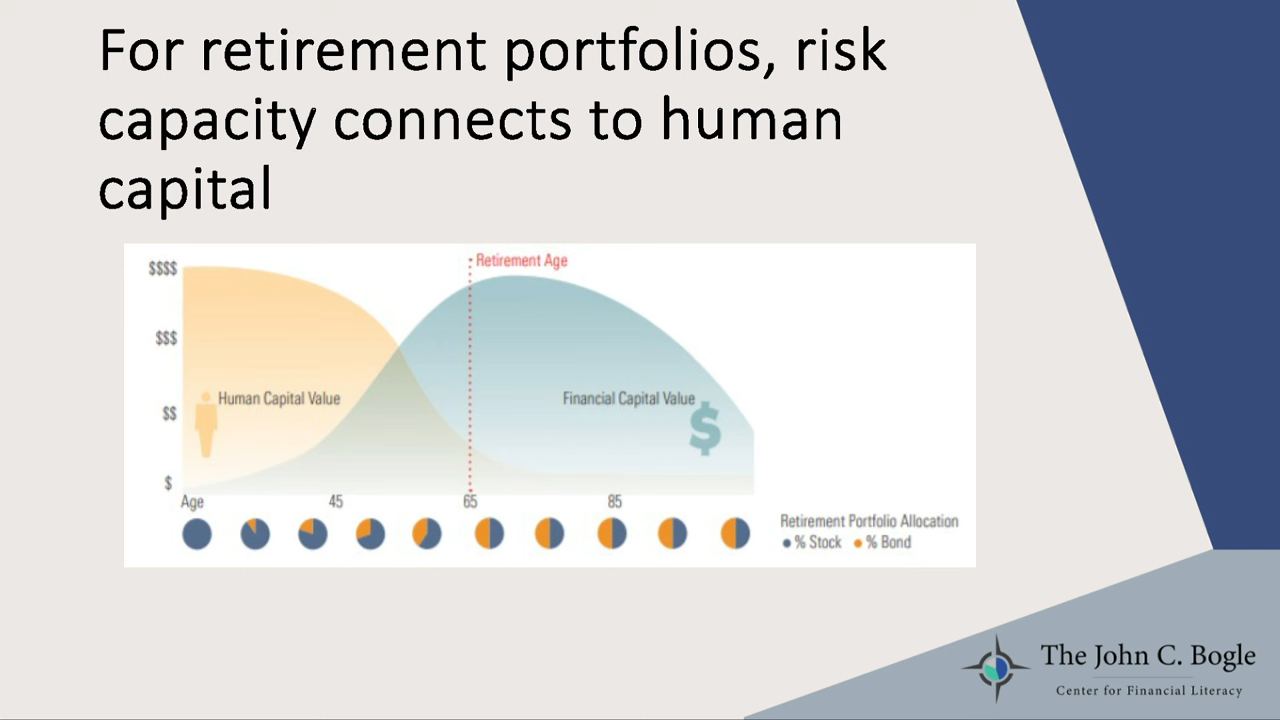 For retirement portfolios, risk
capacity connects to human
capital
$$$$
Retirement Age
$$$
Human Capital Value
Financial Capital Value
$$
$
$
Age
45
65
85
Retirement Portfolio Allocation
% Stock % Bond
The John C. Bogle
Center for Financial Literacy